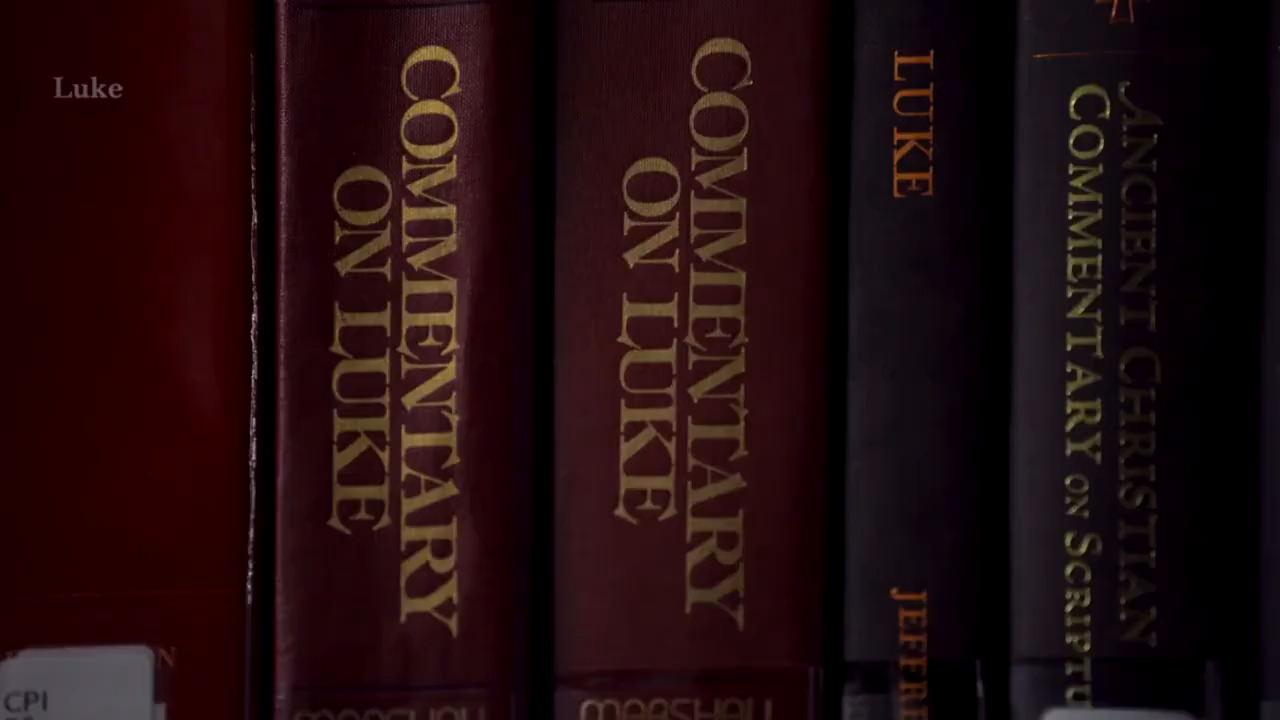 Luke
CPI
COMMENTARY
ON LUKE
COMMENTARY
ON LUKE
LUKE
ANCIENT CHRISTIAN
COMMENTARY ON SCRIPTU